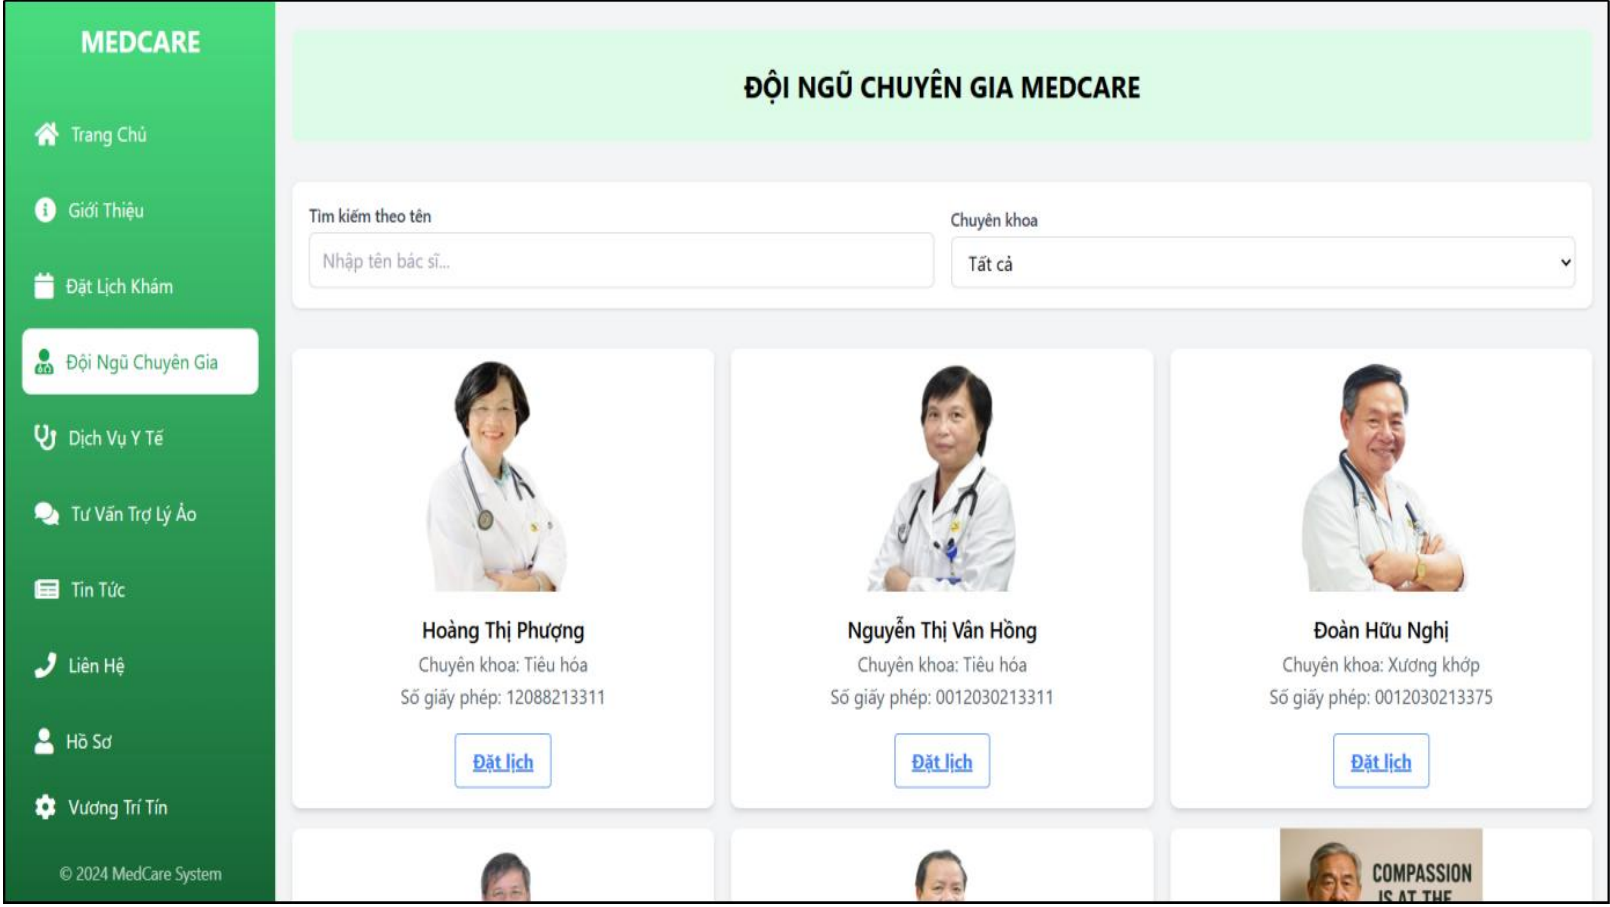 MEDCARE
Trang Chủ
Giới Thiệu
Đặt Lịch Khám
Đội Ngũ Chuyên Gia
Dịch Vụ Y Tế
Tư Vấn Trợ Lý Ảo
Tin Tức
Liên Hệ
Hồ Sơ
Vương Trí Tín
© 2024 MedCare System
ĐỘI NGŨ CHUYÊN GIA MEDCARE
Tìm kiếm theo tên
Nhập tên bác sĩ...
Chuyên khoa
Tất cả
Hoàng Thị Phượng
Chuyên khoa: Tiêu hóa
Số giấy phép: 12088213311
Đặt lịch
Nguyễn Thị Vân Hồng
Chuyên khoa: Tiêu hóa
Số giấy phép: 0012030213311
Đặt lịch
Đoàn Hữu Nghị
Chuyên khoa: Xương khớp
Số giấy phép: 0012030213375
Đặt lịch
COMPASSION
IS AT THE